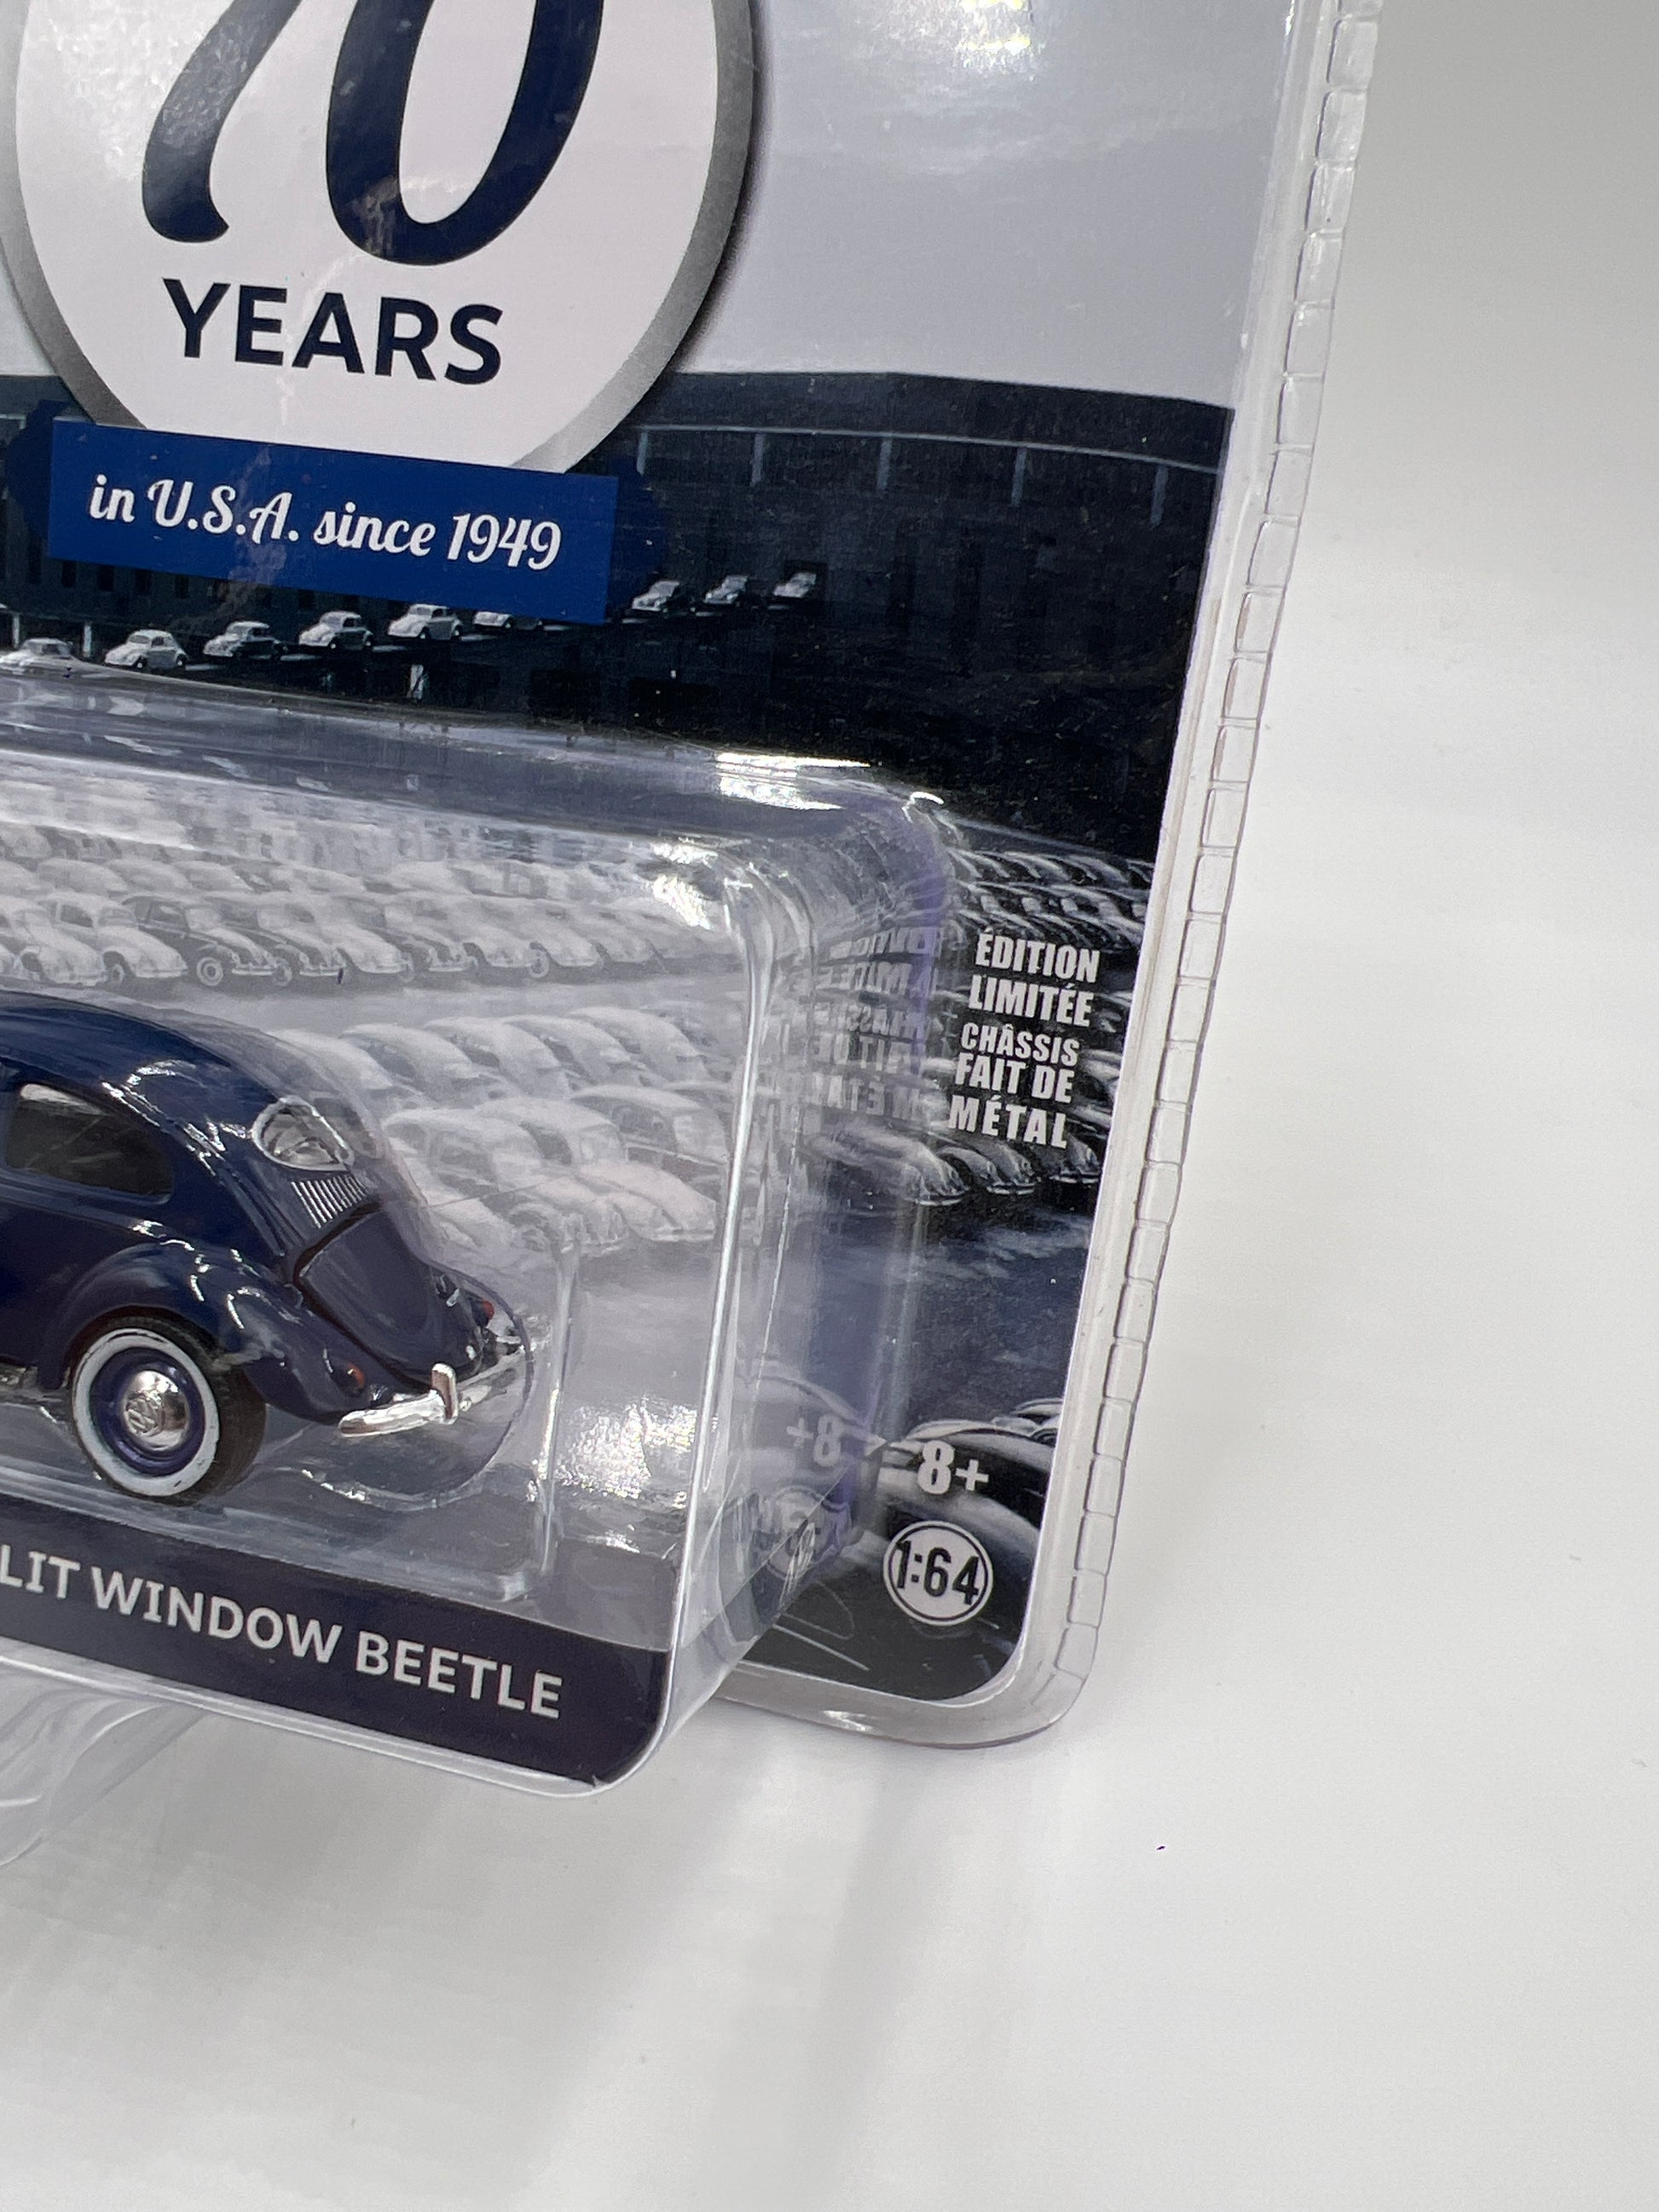 70
YEARS
in U.S.A. since 1949
ÉDITION
LIMITÉE
CHÂSSIS
FAIT DE
MÉTAL
8+
1:64
LIT WINDOW BEETLE